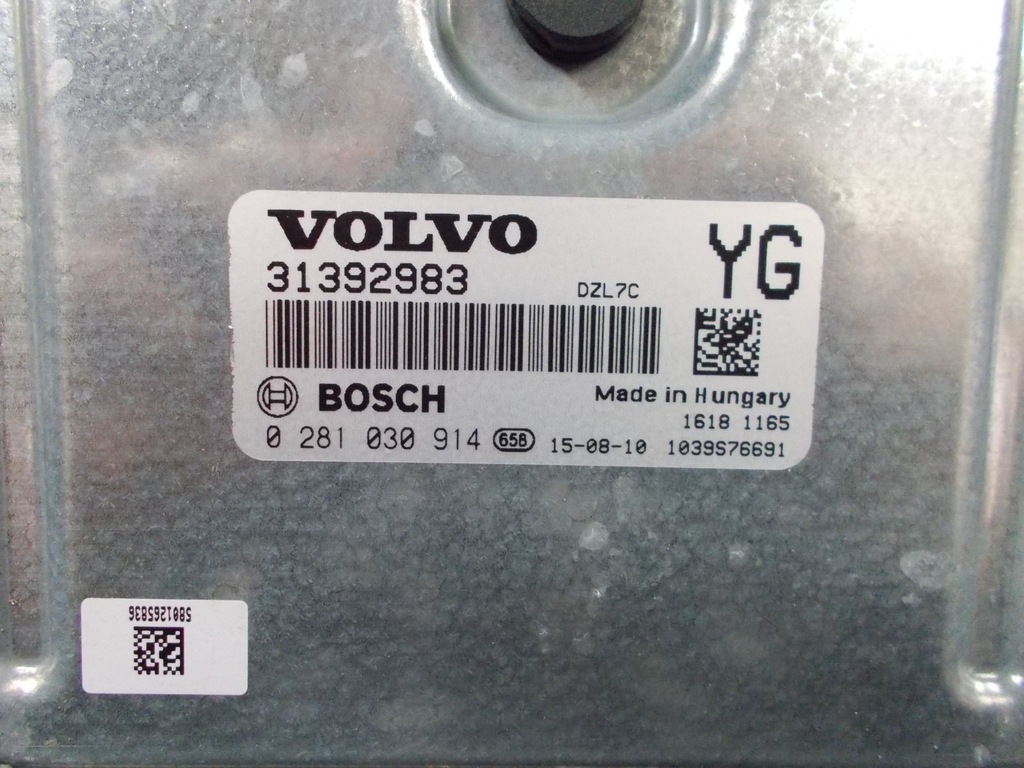 VOLVO
YG
31392983
DZL7C
BOSCH
Made in Hungary
1618 1165
0 281 030 914 658 15-08-10 1039S76691
5801265836